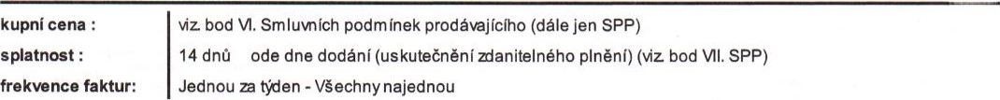 kupní cena : viz. bod VI. Smluvních podmínek prodávajícího (dále jen SPP)
splatnost : 14 dnů ode dne dodání (uskutečnění zdanitelného plnění) (viz. bod VII. SPP)
frekvence faktur: Jednou za týden - Všechny najednou